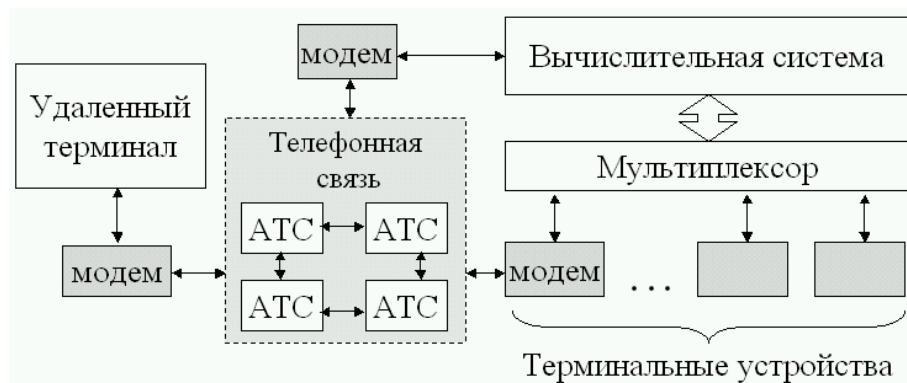 модем
Вычислительная система
Удаленный
терминал
Телефонная
связь
Мультиплексор
АТС
АТС
модем
модем
...
АТС
АТС
Терминальные устройства